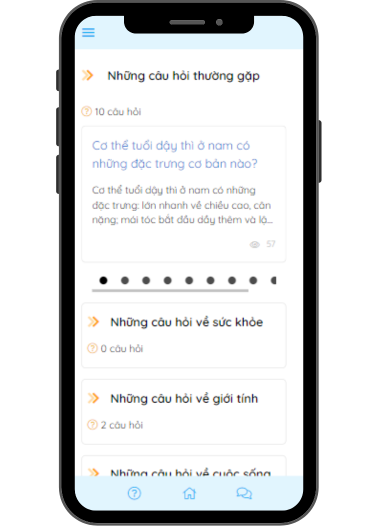 Những câu hỏi thường gặp
10 câu hỏi
Cơ thể tuổi dậy thì ở nam có
những đặc trưng cơ bản nào?
Cơ thể tuổi dậy thì ở nam có những
đặc trưng: lớn nhanh về chiều cao, cân
nặng; mái tóc bắt đầu dầy thêm và lộ...
57
Những câu hỏi về sức khỏe
0 câu hỏi
Những câu hỏi về giới tính
2 câu hỏi
Những câu hỏi về cuộc sống